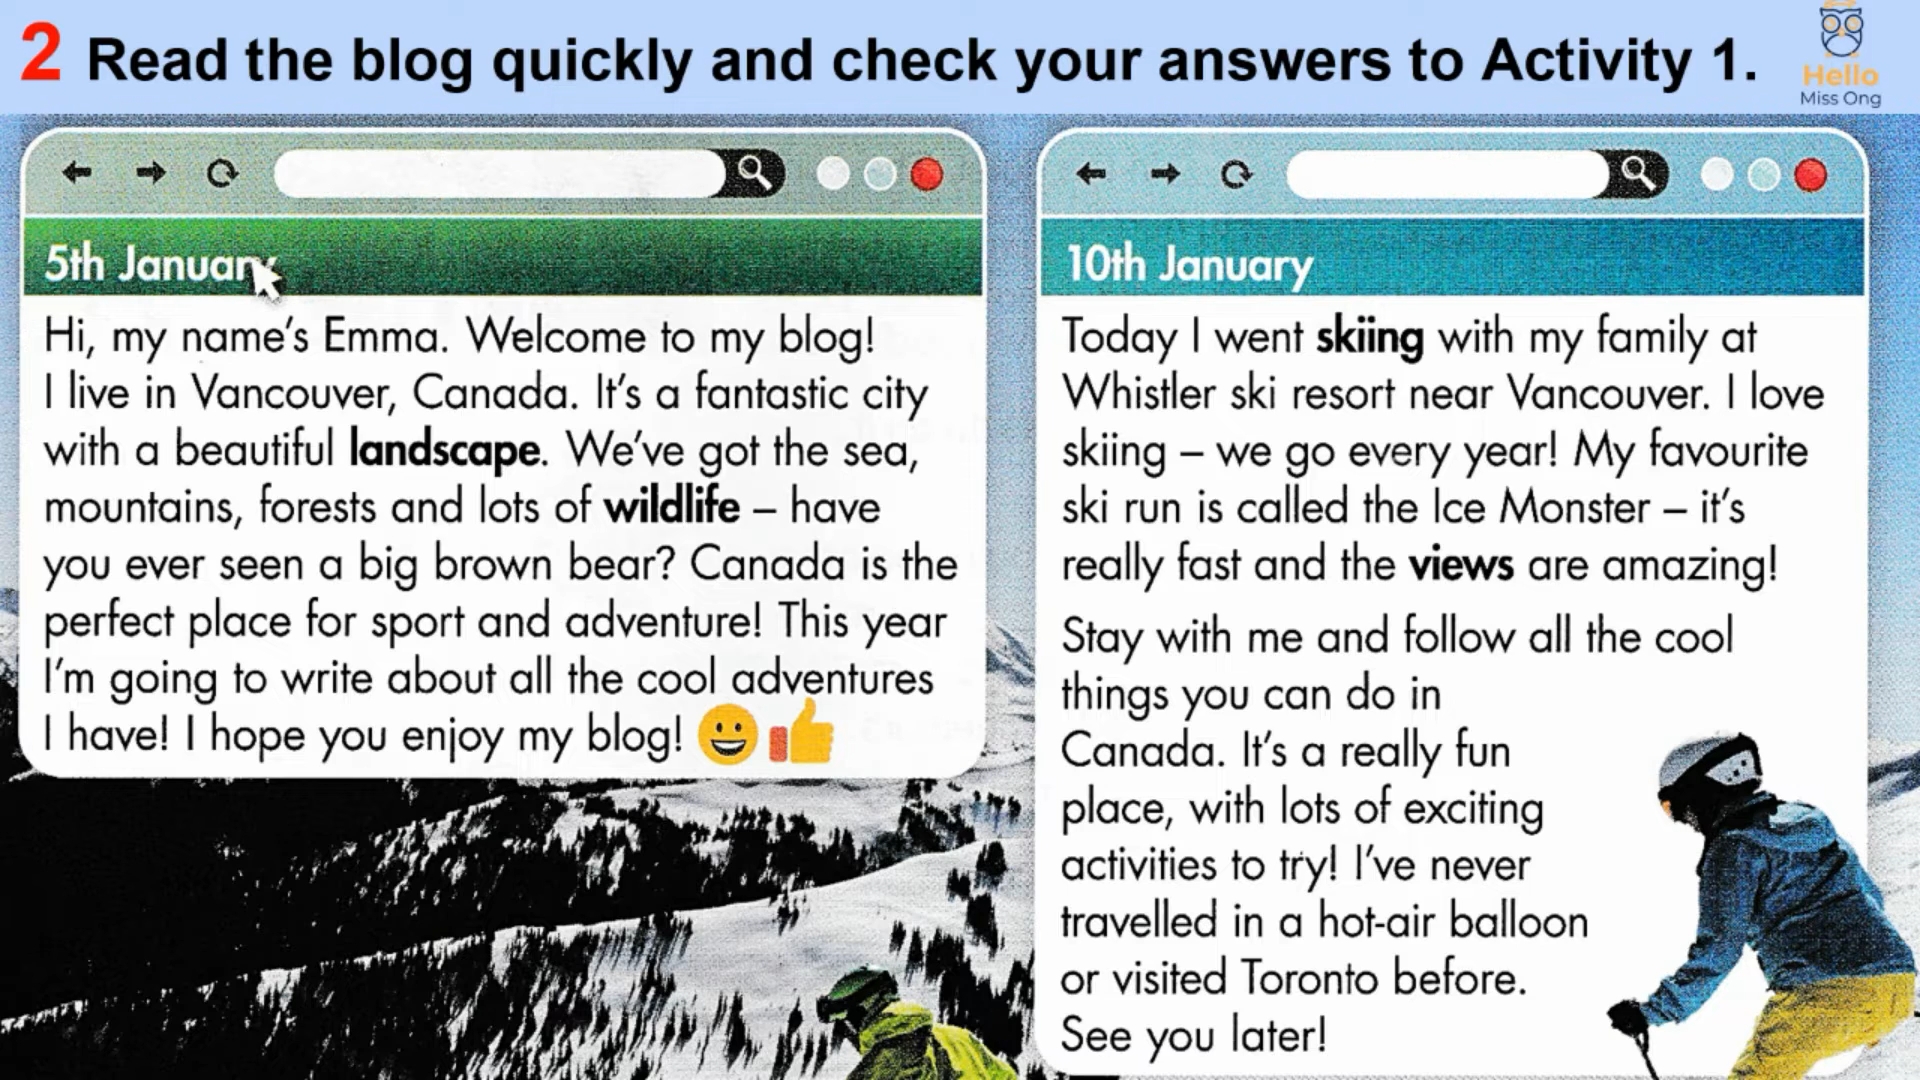 2 Read the blog quickly and check your answers to Activity 1.
Hello
Miss Ong
5th January
Hi, my name's Emma. Welcome to my blog!
I live in Vancouver, Canada. It's a fantastic city
with a beautiful landscape. We've got the sea,
mountains, forests and lots of wildlife – have
you ever seen a big brown bear? Canada is the
perfect place for sport and adventure! This year
I'm going to write about all the cool adventures
I have! I hope you enjoy my blog! 😀👍
10th January
Today I went skiing with my family at
Whistler ski resort near Vancouver. I love
skiing – we go every year! My favourite
ski run is called the Ice Monster – it's
really fast and the views are amazing!
Stay with me and follow all the cool
things you can do in
Canada. It's a really fun
place, with lots of exciting
activities to try! I've never
travelled in a hot-air balloon
or visited Toronto before.
See you later!